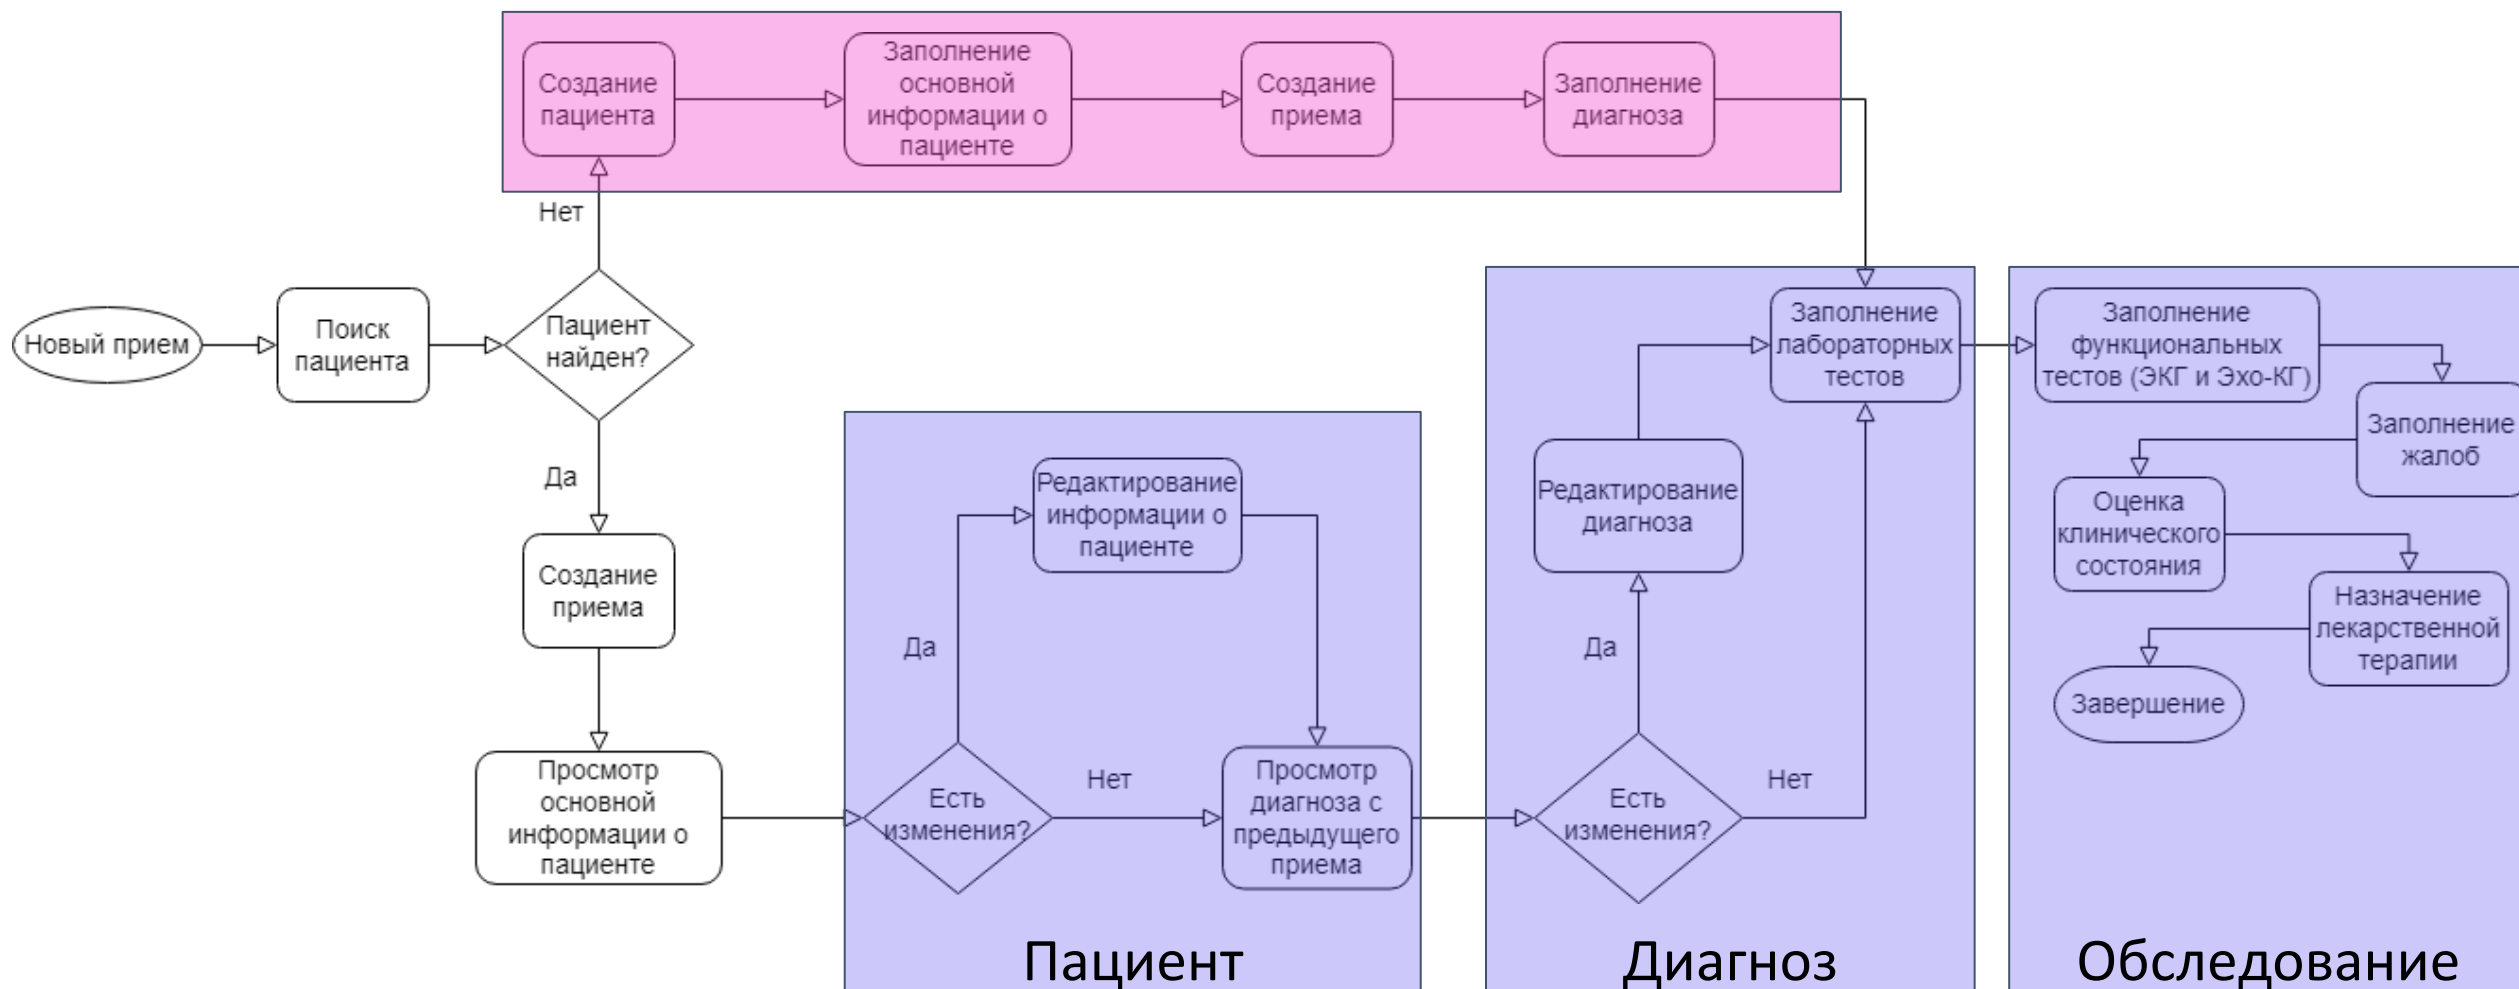 Создание
пациента
Заполнение
основной
информации о
пациенте
Создание
приема
Заполнение
диагноза
Нет
Новый прием
Поиск
пациента
Пациент
найден?
Да
Создание
приема
Просмотр
основной
информации о
пациенте
Есть
изменения?
Да
Редактирование
информации о
пациенте
Нет
Просмотр
диагноза с
предыдущего
приема
Пациент
Есть
изменения?
Да
Редактирование
диагноза
Нет
Заполнение
лабораторных
тестов
Диагноз
Заполнение
функциональных
тестов (ЭКГ и Эхо-КГ)
Заполнение
жалоб
Оценка
клинического
состояния
Назначение
лекарственной
терапии
Завершение
Обследование